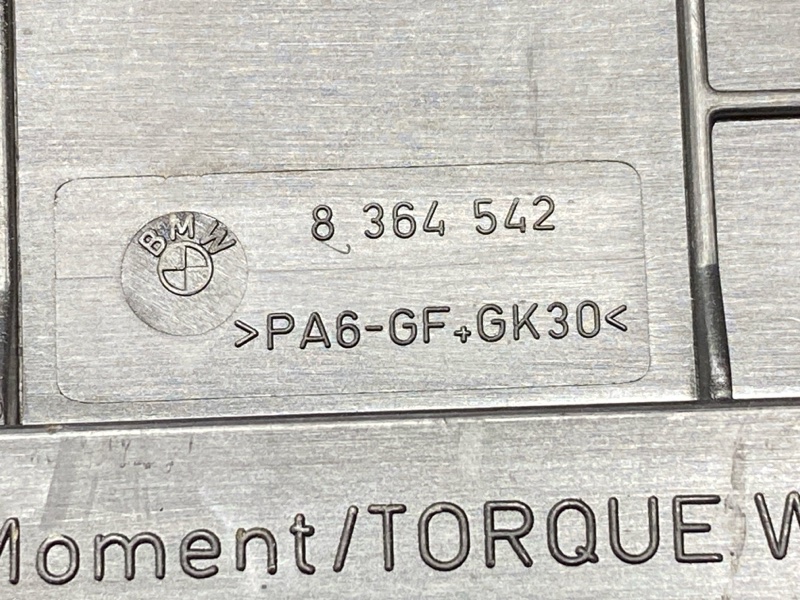 8 364 542
BMW
>PA6-GF+GK30<
Moment/TORQUE